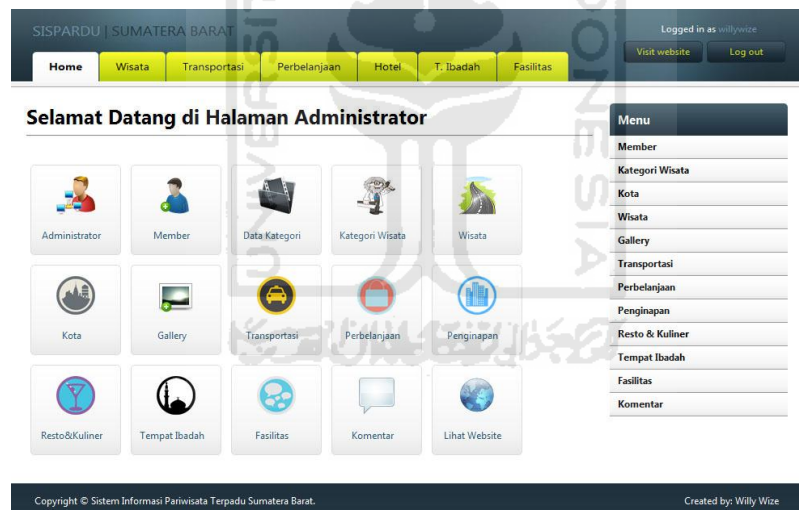 SISPARDU | SUMATERA BARAT
Logged in as willywize
Visit website Log out
Home Wisata Transportasi Perbelanjaan Hotel T. Ibadah Fasilitas
Selamat Datang di Halaman Administrator
Menu
Member
Kategori Wisata
Kota
Wisata
Gallery
Transportasi
Perbelanjaan
Penginapan
Resto & Kuliner
Tempat Ibadah
Fasilitas
Komentar
Administrator Member Data Kategori Kategori Wisata Wisata
Kota Gallery Transportasi Perbelanjaan Penginapan
Resto&Kuliner Tempat Ibadah Fasilitas Komentar Lihat Website
Copyright © Sistem Informasi Pariwisata Terpadu Sumatera Barat.
Created by: Willy Wize